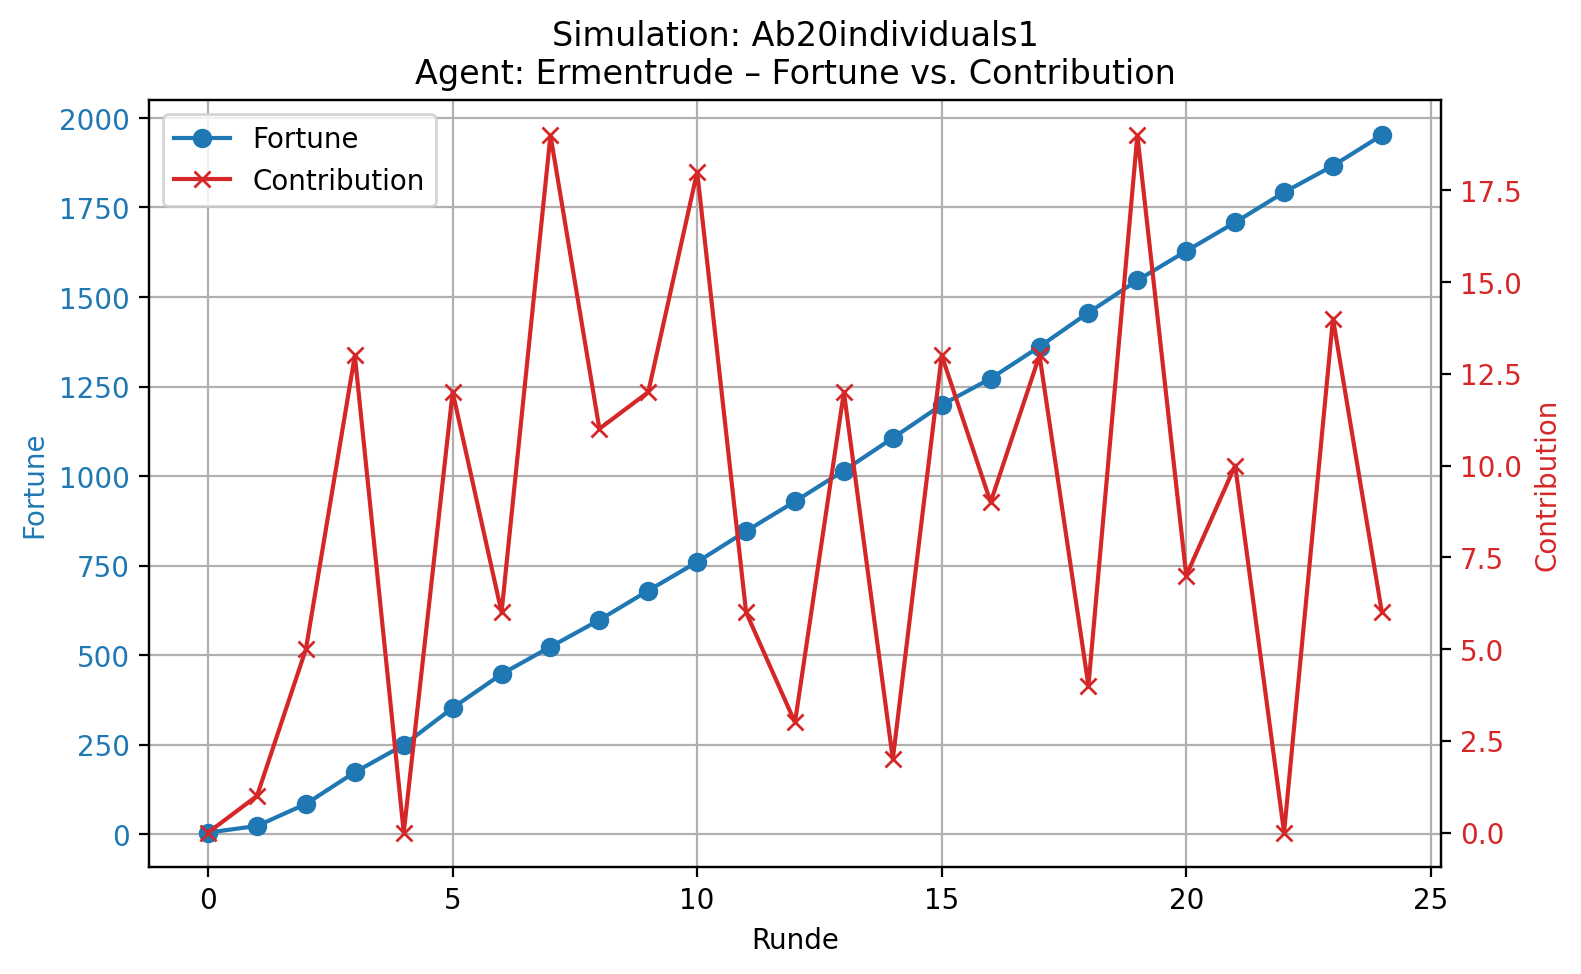 Simulation: Ab20individuals1
Agent: Ermentrude – Fortune vs. Contribution
Fortune
Contribution
2000
1750
1500
1250
1000
750
500
250
0
Fortune
17.5
15.0
12.5
10.0
7.5
5.0
2.5
0.0
Contribution
0 5 10 15 20 25
Runde